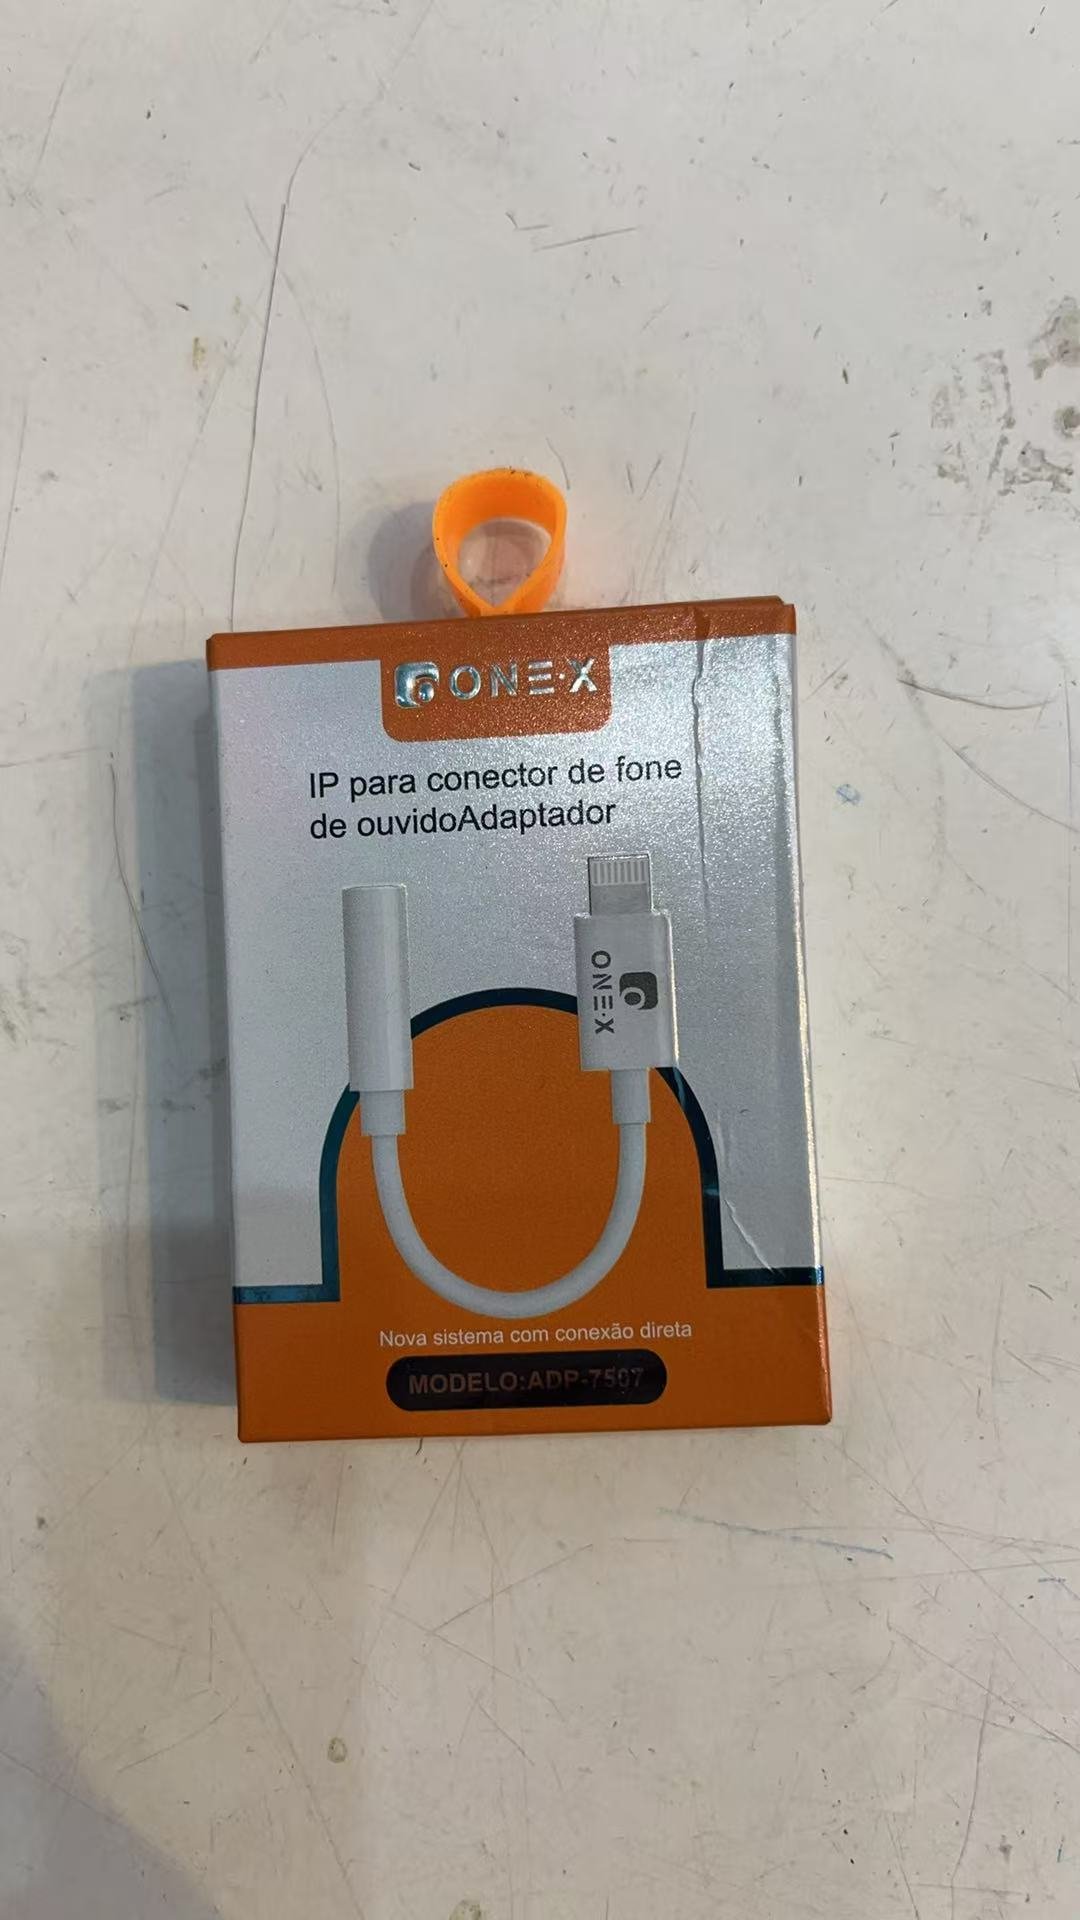 ONE·X
IP para conector de fone
de ouvidoAdaptador
ONE·X
Nova sistema com conexão direta
MODELO:ADP-7507